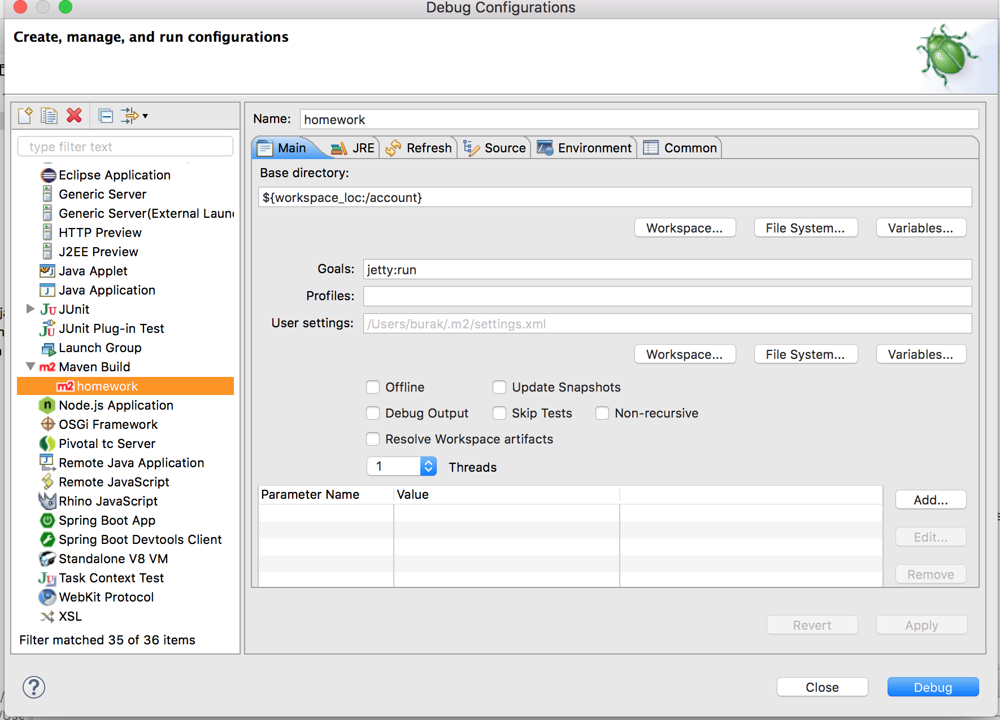 Debug Configurations
Create, manage, and run configurations
Name: homework
type filter text
Main JRE Refresh Source Environment Common
Eclipse Application
Generic Server
Generic Server(External Laun
HTTP Preview
J2EE Preview
Java Applet
Java Application
JUnit
JUnit Plug-in Test
Launch Group
Maven Build
homework
Node.js Application
OSGi Framework
Pivotal tc Server
Remote Java Application
Remote JavaScript
Rhino JavaScript
Spring Boot App
Spring Boot Devtools Client
Standalone V8 VM
Task Context Test
WebKit Protocol
XSL
Filter matched 35 of 36 items
Base directory:
${workspace_loc:/account}
Workspace... File System... Variables...
Goals: jetty:run
Profiles:
User settings: /Users/burak/.m2/settings.xml
Workspace... File System... Variables...
Offline Update Snapshots
Debug Output Skip Tests Non-recursive
Resolve Workspace artifacts
1 Threads
Parameter Name Value
Add...
Edit...
Remove
Revert Apply
? Close Debug